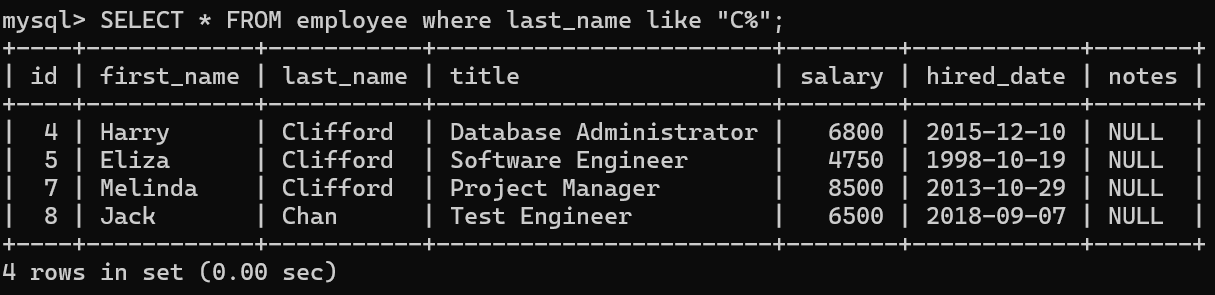 mysql> SELECT * FROM employee where last_name like "C%";
+----+------------+-----------+------------------------+--------+------------+-------+
| id | first_name | last_name | title                  | salary | hired_date | notes |
+----+------------+-----------+------------------------+--------+------------+-------+
|  4 | Harry      | Clifford  | Database Administrator |   6800 | 2015-12-10 | NULL  |
|  5 | Eliza      | Clifford  | Software Engineer      |   4750 | 1998-10-19 | NULL  |
|  7 | Melinda    | Clifford  | Project Manager        |   8500 | 2013-10-29 | NULL  |
|  8 | Jack       | Chan      | Test Engineer          |   6500 | 2018-09-07 | NULL  |
+----+------------+-----------+------------------------+--------+------------+-------+
4 rows in set (0.00 sec)